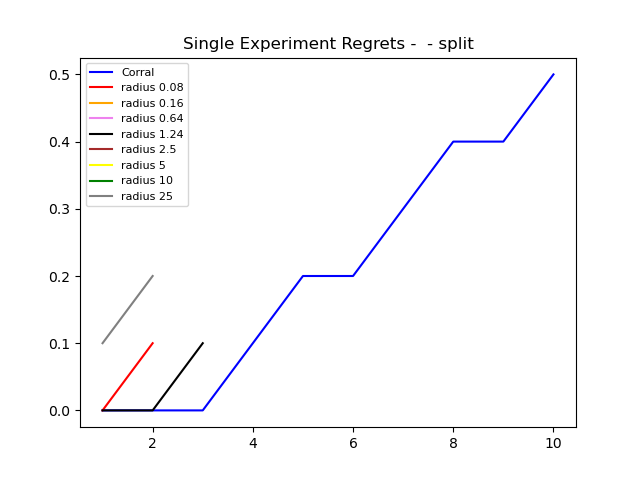 Single Experiment Regrets -  - split
Corral
radius 0.08
radius 0.16
radius 0.64
radius 1.24
radius 2.5
radius 5
radius 10
radius 25
0.5
0.4
0.3
0.2
0.1
0.0
2 4 6 8 10